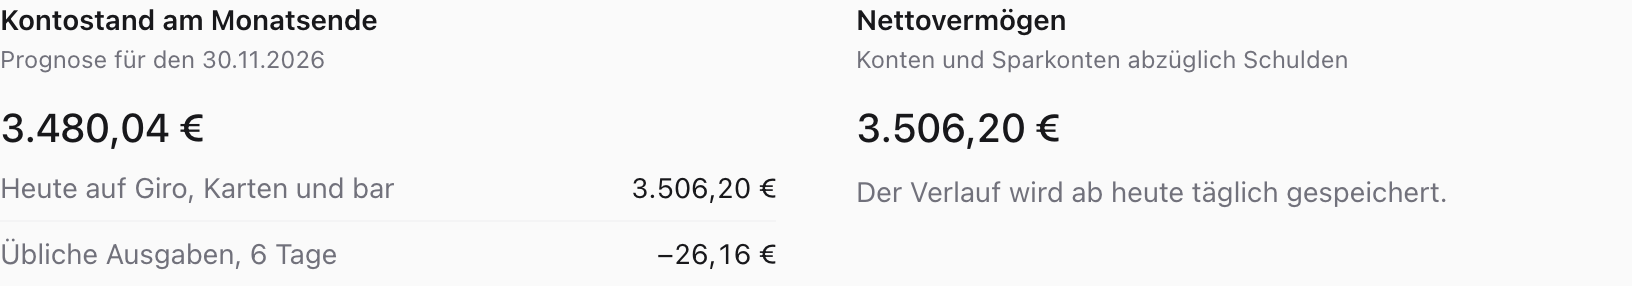 Kontostand am Monatsende
Prognose für den 30.11.2026
3.480,04 €
Heute auf Giro, Karten und bar 3.506,20 €
Übliche Ausgaben, 6 Tage −26,16 €
Nettovermögen
Konten und Sparkonten abzüglich Schulden
3.506,20 €
Der Verlauf wird ab heute täglich gespeichert.